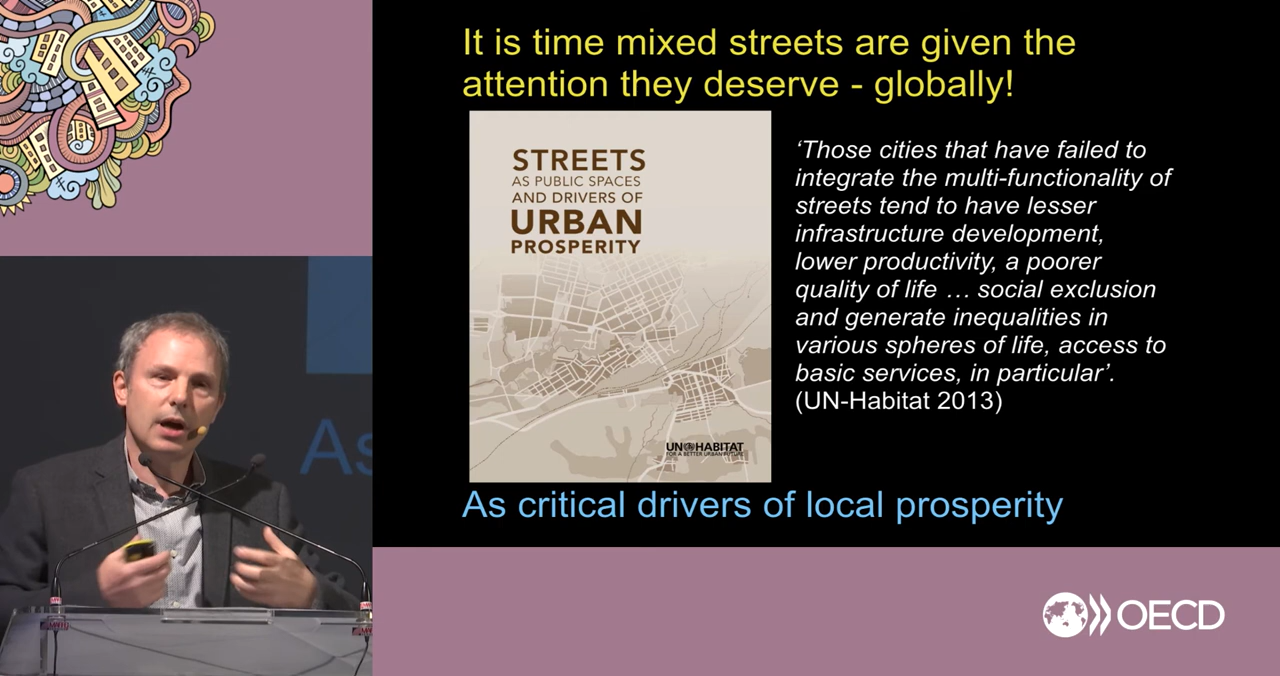 It is time mixed streets are given the
attention they deserve - globally!
STREETS
AS PUBLIC SPACES
AND DRIVERS OF
URBAN
PROSPERITY
UN HABITAT
FOR A BETTER URBAN FUTURE
‘Those cities that have failed to
integrate the multi-functionality of
streets tend to have lesser
infrastructure development,
lower productivity, a poorer
quality of life … social exclusion
and generate inequalities in
various spheres of life, access to
basic services, in particular’.
(UN-Habitat 2013)
As critical drivers of local prosperity
As
OECD